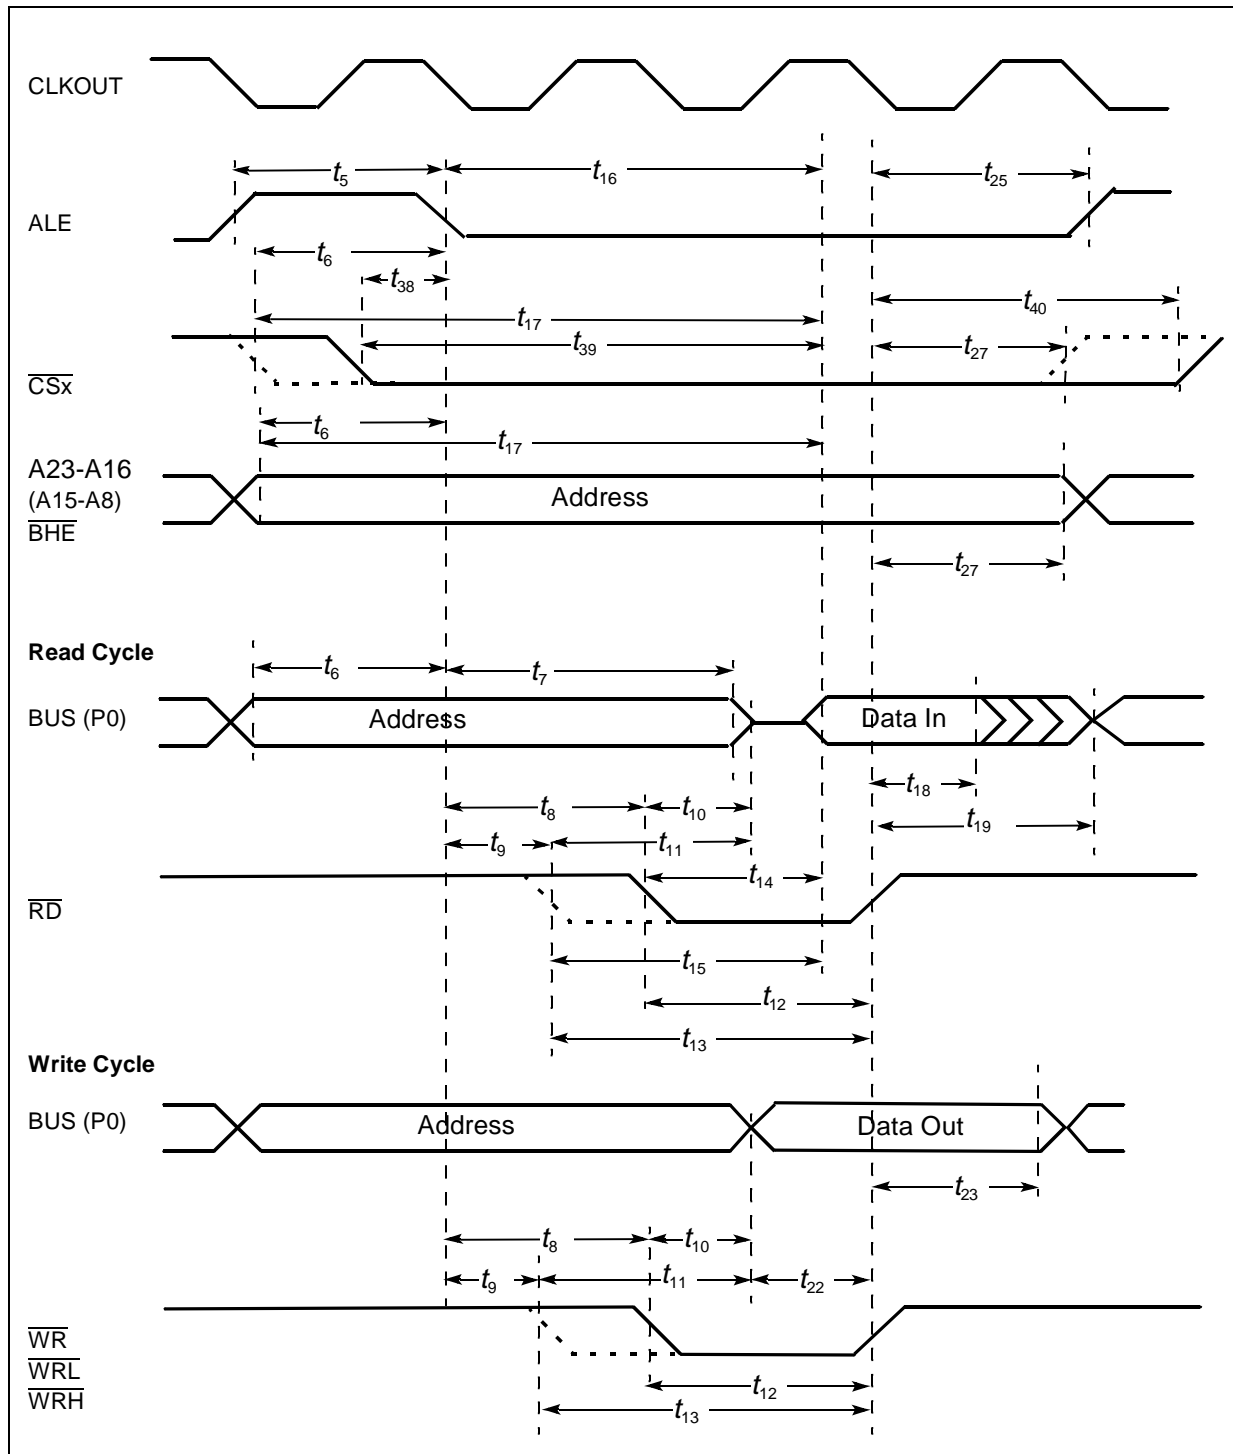 CLKOUT
t5 t16 t25
ALE
t6
t38
t40
t17
t39 t27
CSx
t6
t17
A23-A16
(A15-A8)
Address
BHE
t27
Read Cycle
t6 t7
BUS (P0)
Address Data In
t18
t8 t10
t19
t9 t11
t14
RD
t15
t12
t13
Write Cycle
BUS (P0)
Address Data Out
t23
t8 t10
t9 t11 t22
WR
WRL
t12
WRH
t13